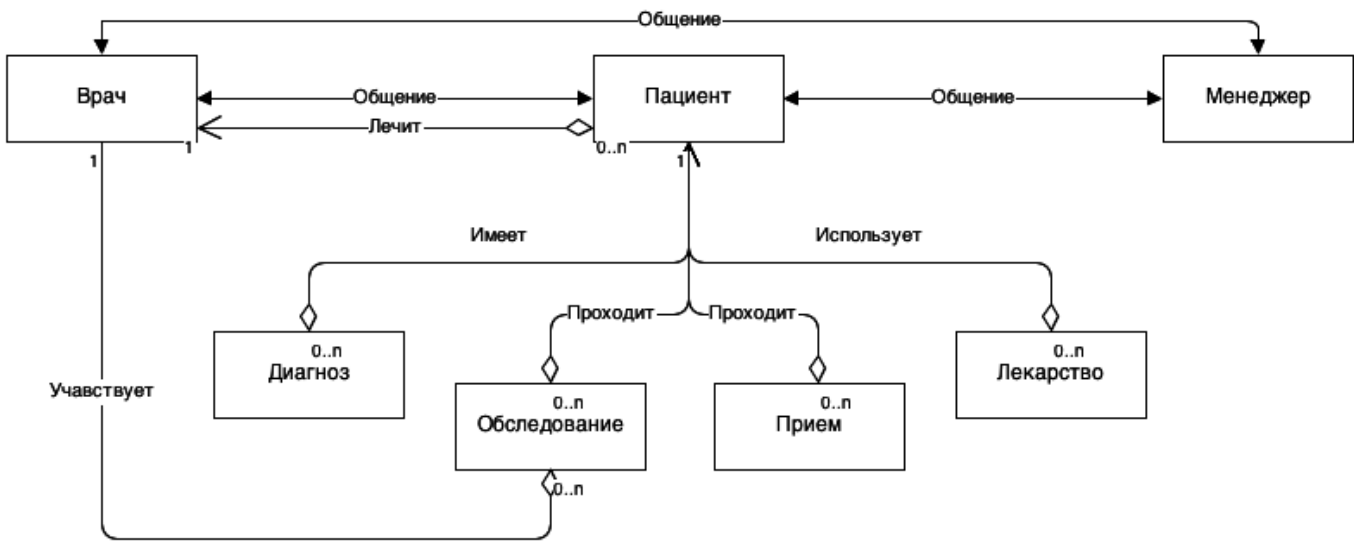 Общение
Врач
Общение
Пациент
Общение
Менеджер
Лечит
1
0..n
1
1
Имеет
Использует
Проходит
Проходит
0..n
Диагноз
0..n
Лекарство
Учавствует
0..n
Обследование
0..n
Прием
0..n